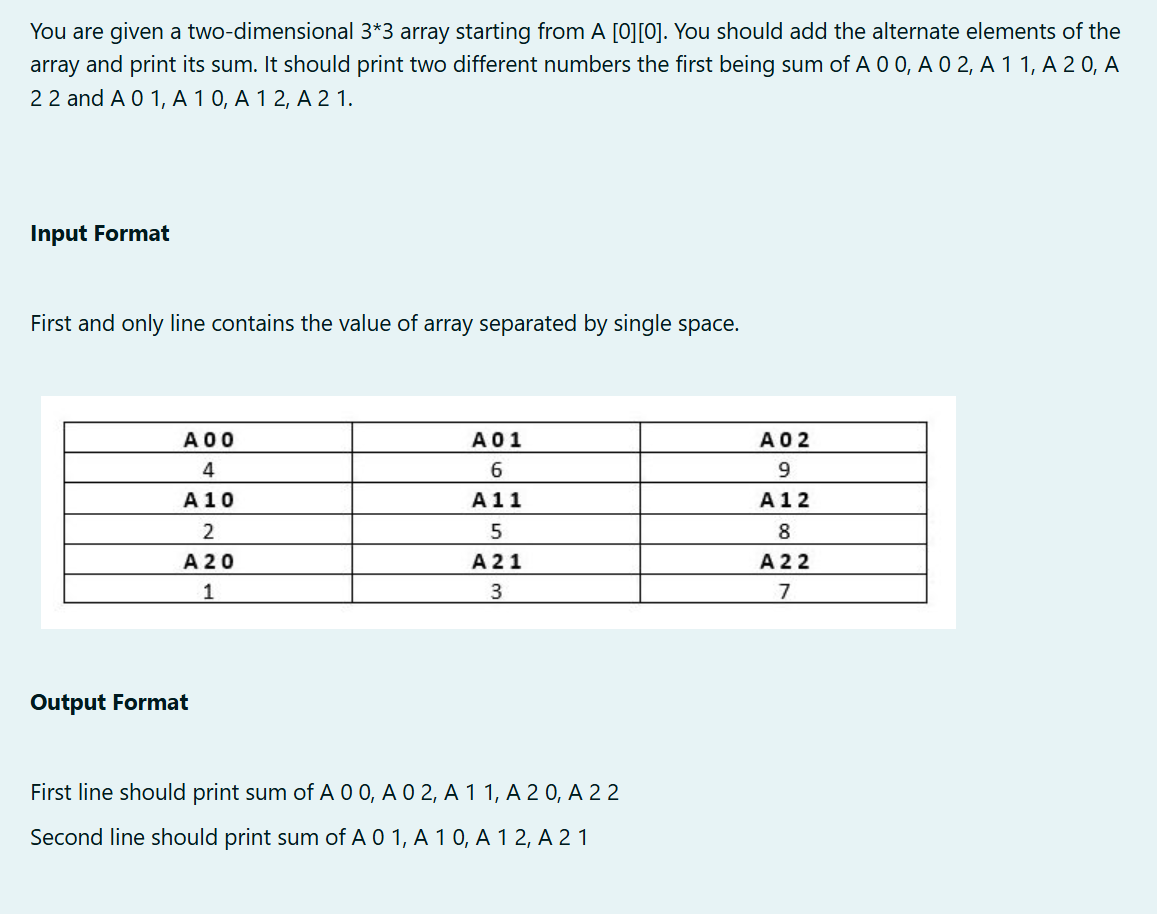 You are given a two-dimensional 3*3 array starting from A [0][0]. You should add the alternate elements of the
array and print its sum. It should print two different numbers the first being sum of A 0 0, A 0 2, A 1 1, A 2 0, A
2 2 and A 0 1, A 1 0, A 1 2, A 2 1.
Input Format
First and only line contains the value of array separated by single space.
A 0 0 A 0 1 A 0 2
4 6 9
A 1 0 A 1 1 A 1 2
2 5 8
A 2 0 A 2 1 A 2 2
1 3 7
Output Format
First line should print sum of A 0 0, A 0 2, A 1 1, A 2 0, A 2 2
Second line should print sum of A 0 1, A 1 0, A 1 2, A 2 1